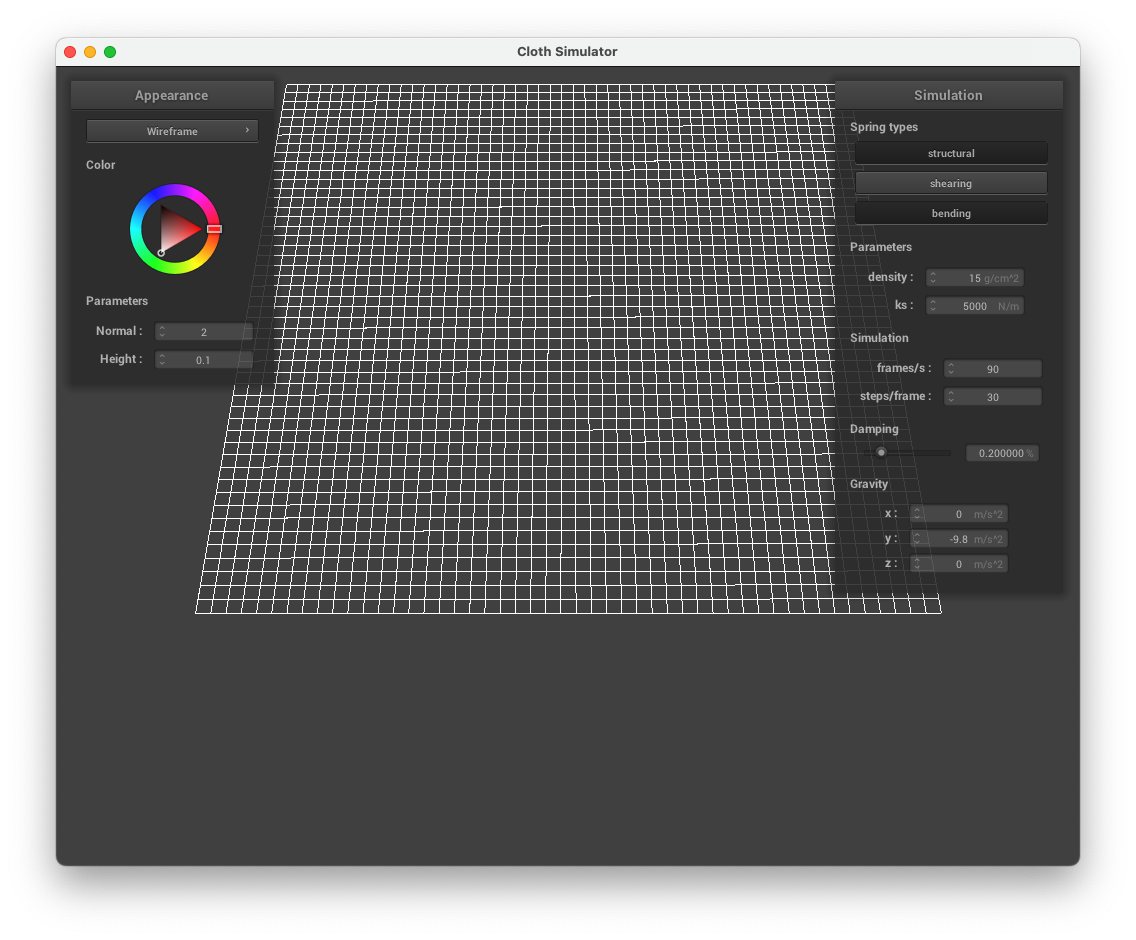 Cloth Simulator
Appearance
Wireframe
Color
Parameters
Normal : 2
Height : 0.1
Simulation
Spring types
structural
shearing
bending
Parameters
density : 15 g/cm^2
ks : 5000 N/m
Simulation
frames/s : 90
steps/frame : 30
Damping
0.200000 %
Gravity
x : 0 m/s^2
y : -9.8 m/s^2
z : 0 m/s^2